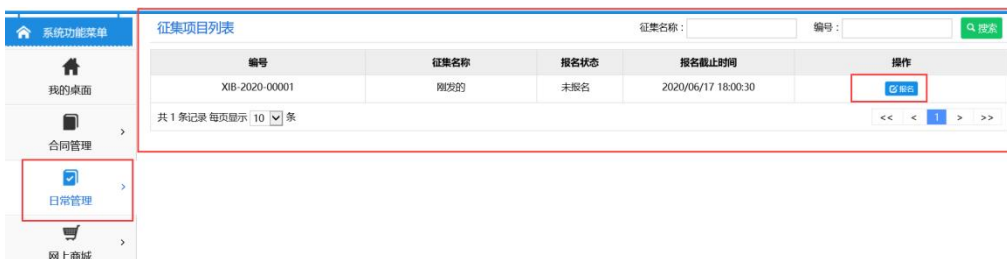 系统功能菜单
我的桌面
合同管理
日常管理
网上商城
征集项目列表
征集名称：
编号：
搜索
编号 征集名称 报名状态 报名截止时间 操作
XIB-2020-00001 刚发的 未报名 2020/06/17 18:00:30 报名
共 1 条记录 每页显示 10 条
<< < 1 > >>